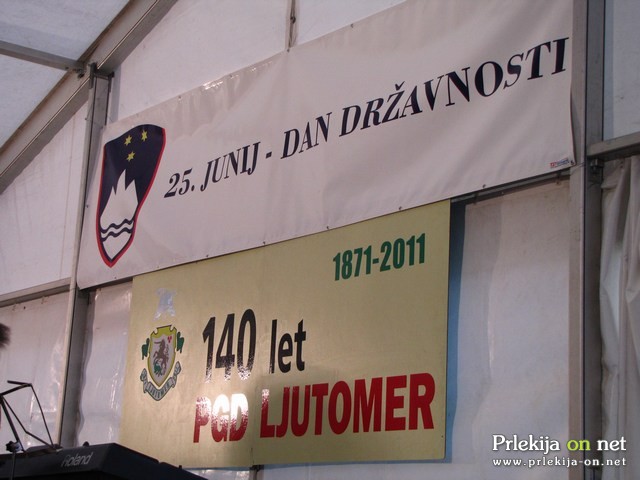 25. JUNIJ - DAN DRŽAVNOSTI
1871-2011
140 let
PGD LJUTOMER
Roland
Prlekija on net
www.prlekija-on.net